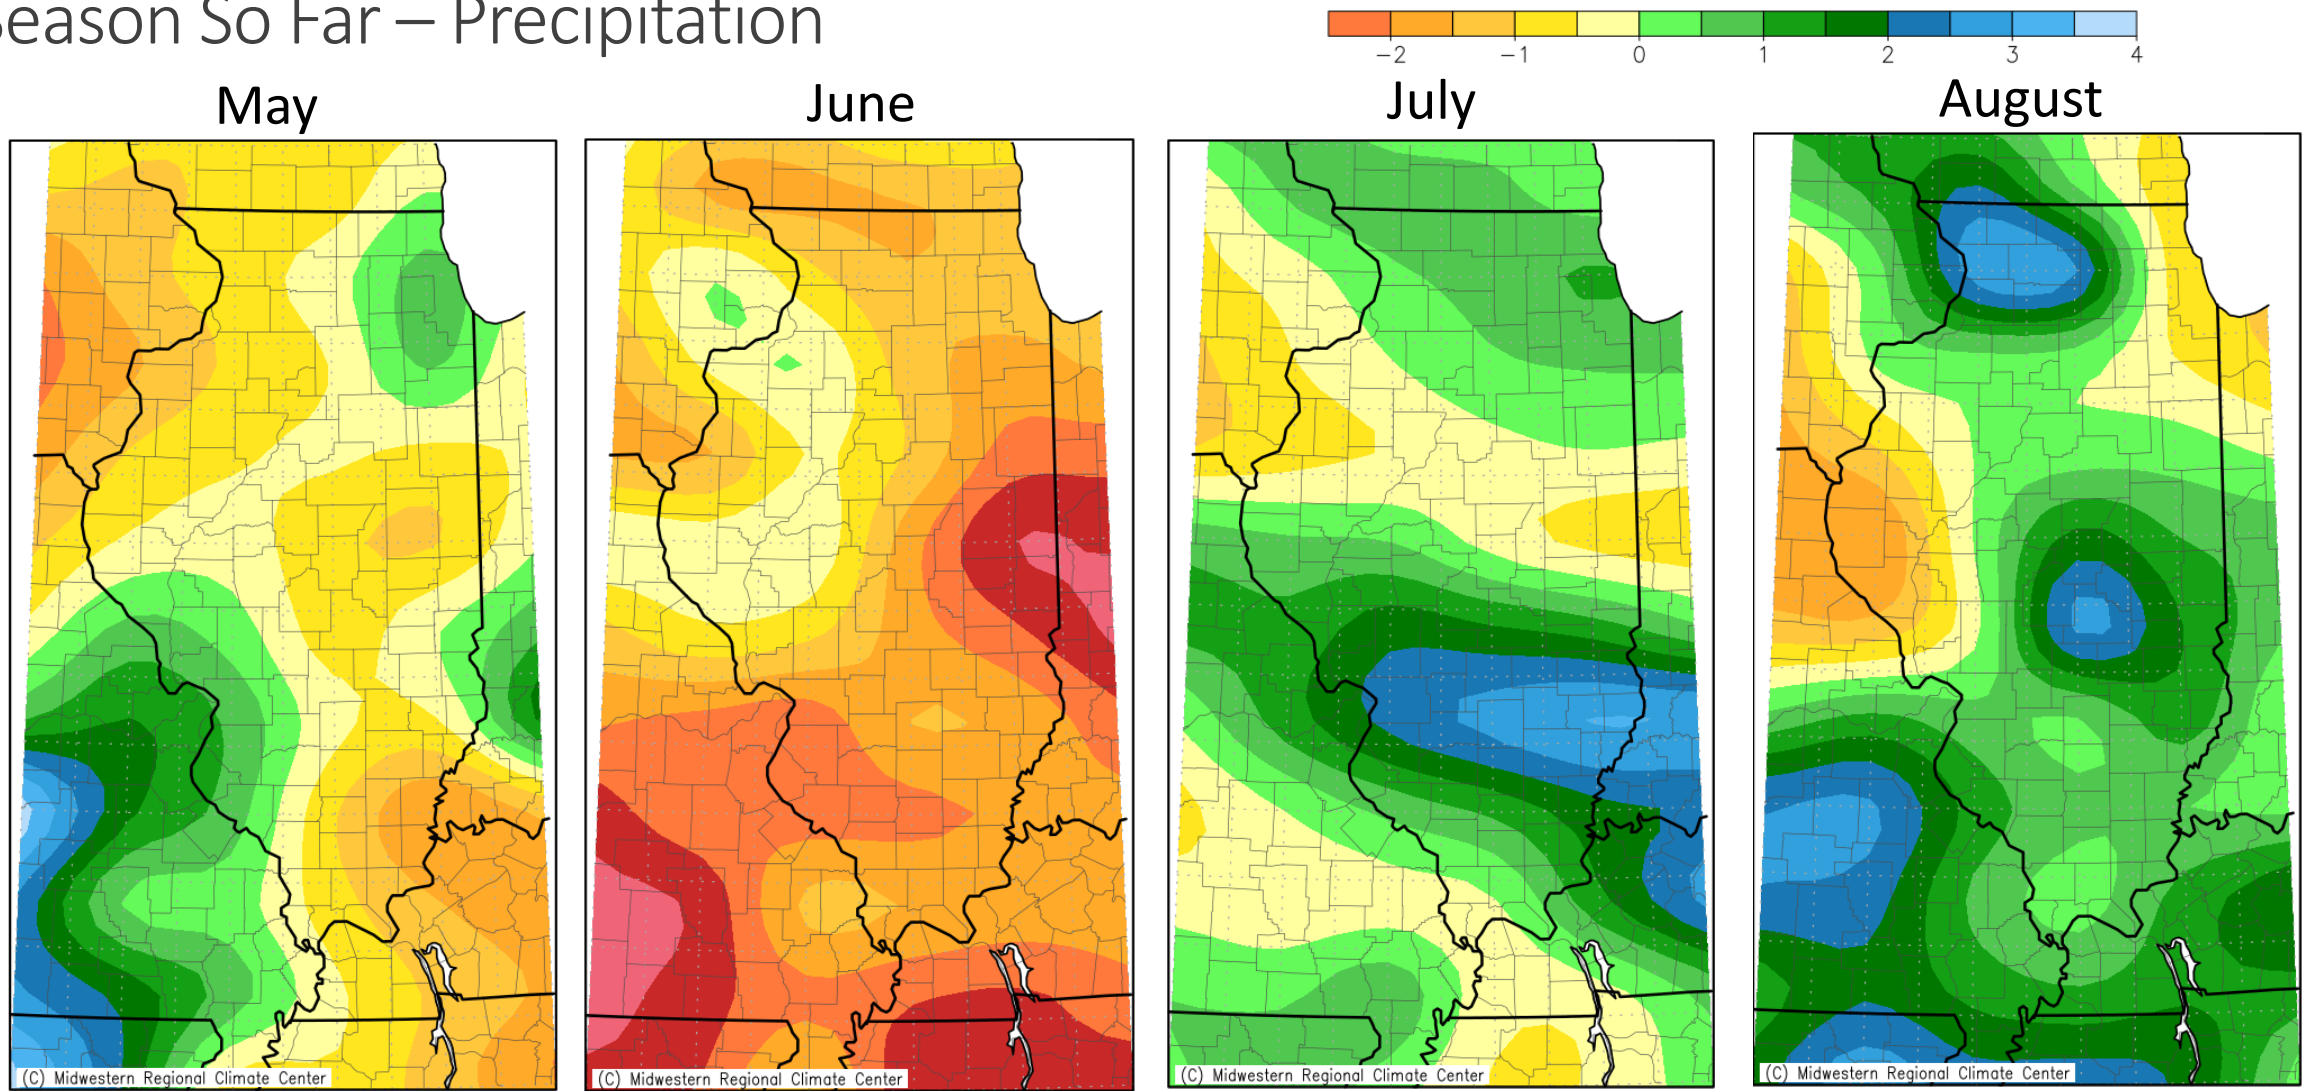 eason So Far – Precipitation
−2 −1 0 1 2 3 4
May June July August
(C) Midwestern Regional Climate Center (C) Midwestern Regional Climate Center (C) Midwestern Regional Climate Center (C) Midwestern Regional Climate Center